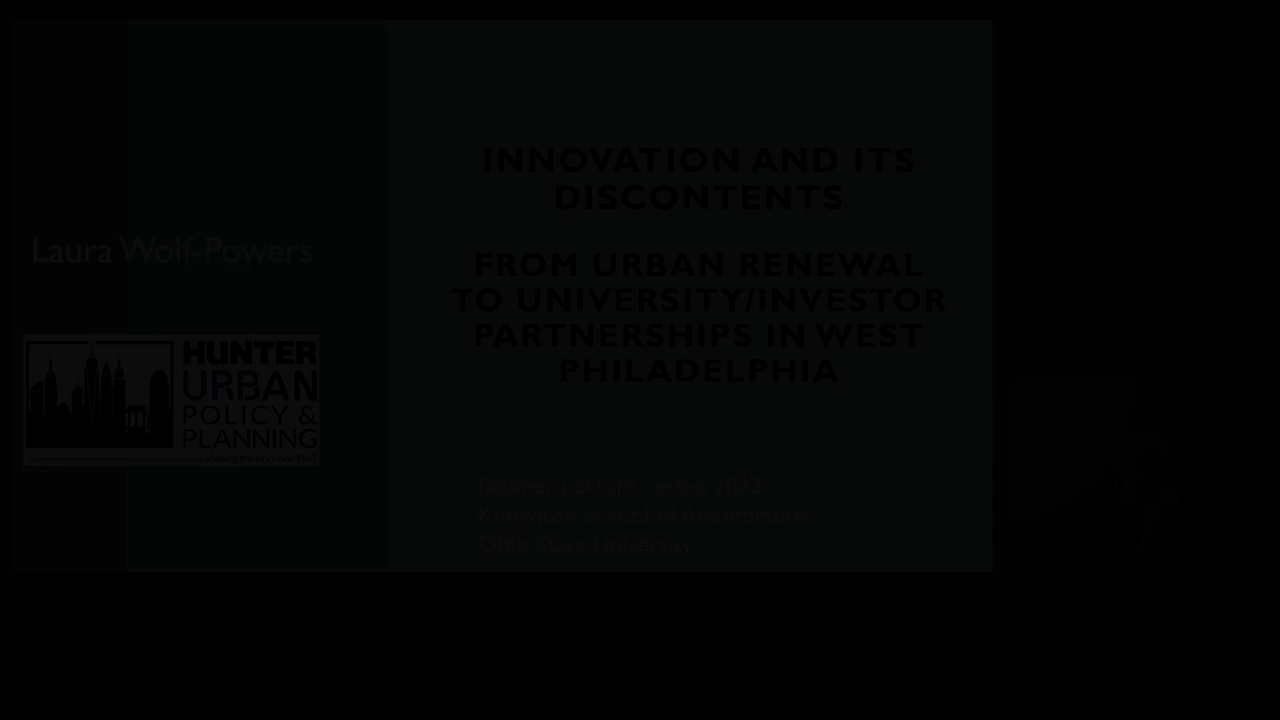 Laura Wolf-Powers
HUNTER
URBAN
POLICY &
PLANNING
INNOVATION AND ITS
DISCONTENTS
FROM URBAN RENEWAL
TO UNIVERSITY/INVESTOR
PARTNERSHIPS IN WEST
PHILADELPHIA
Lecture Series, 2022
Knowlton School of Architecture
Ohio State University